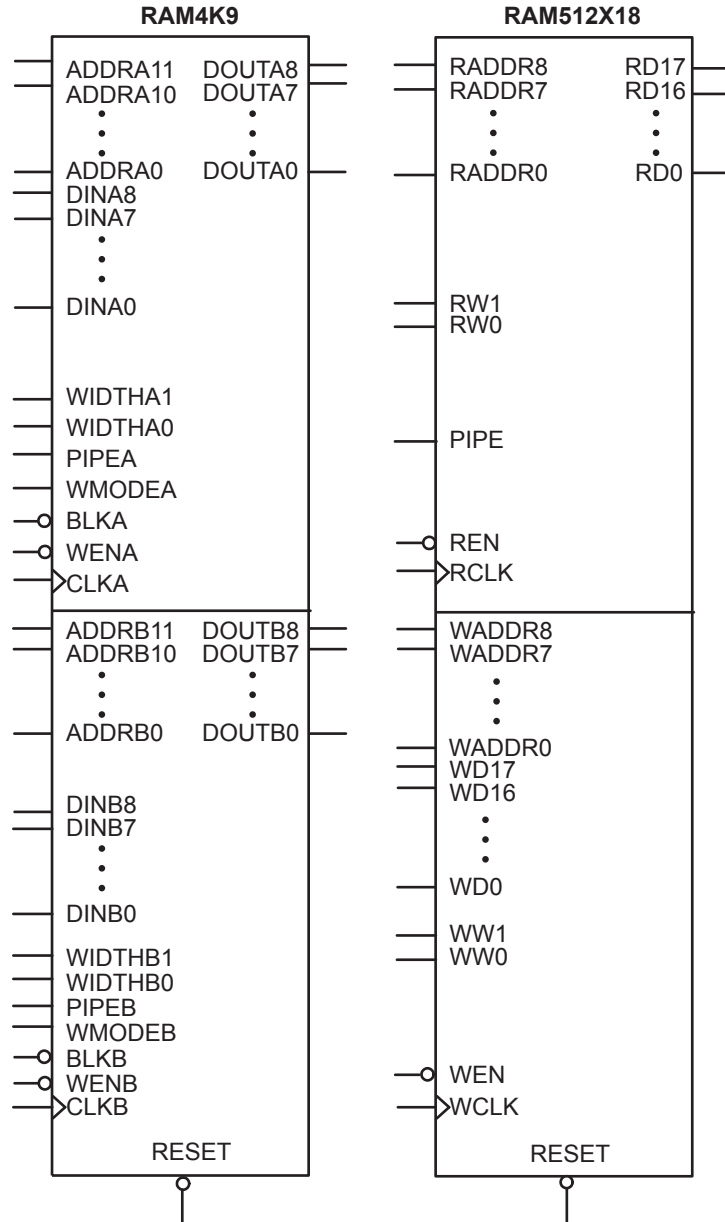 RAM4K9
ADDRA11 DOUTA8
ADDRA10 DOUTA7
ADDRA0 DOUTA0
DINA8
DINA7
DINA0
WIDTHA1
WIDTHA0
PIPEA
WMODEA
BLKA
WENA
CLKA
ADDRB11 DOUTB8
ADDRB10 DOUTB7
ADDRB0 DOUTB0
DINB8
DINB7
DINB0
WIDTHB1
WIDTHB0
PIPEB
WMODEB
BLKB
WENB
CLKB
RESET
RAM512X18
RADDR8 RD17
RADDR7 RD16
RADDR0 RD0
RW1
RW0
PIPE
REN
RCLK
WADDR8
WADDR7
WADDR0
WD17
WD16
WD0
WW1
WW0
WEN
WCLK
RESET